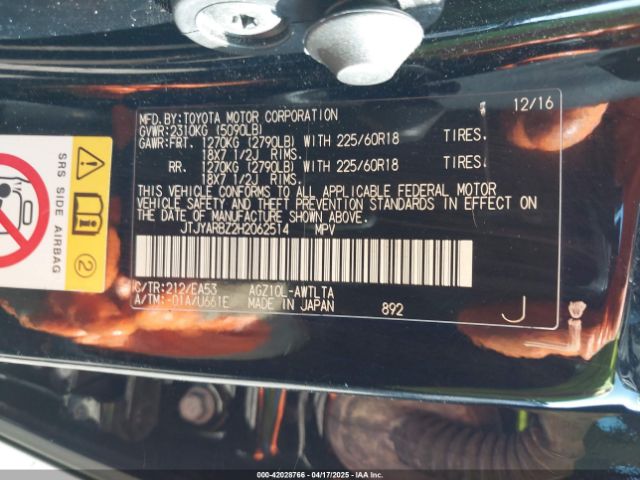 MFD.BY:TOYOTA MOTOR CORPORATION 12/16
GVWR:2310KG (5090LB)
GAWR:FRT. 1270KG (2790LB) WITH 225/60R18 TIRES.
18X7 1/2J RIMS.
RR. 1270KG (2790LB) WITH 225/60R18 TIRES.
18X7 1/2J RIMS.
THIS VEHICLE CONFORMS TO ALL APPLICABLE FEDERAL MOTOR
VEHICLE SAFETY AND THEFT PREVENTION STANDARDS IN EFFECT ON
THE DATE OF MANUFACTURE SHOWN ABOVE.
JTJYARBZ2H2062514 MPV
C/TR:212/EA53 AGZ10L-AWTLTA
A/TM:-01A/U661E MADE IN JAPAN 892 J
SRS SIDE AIRBAG
2
000-42028766 - 04/17/2025 - IAA Inc.